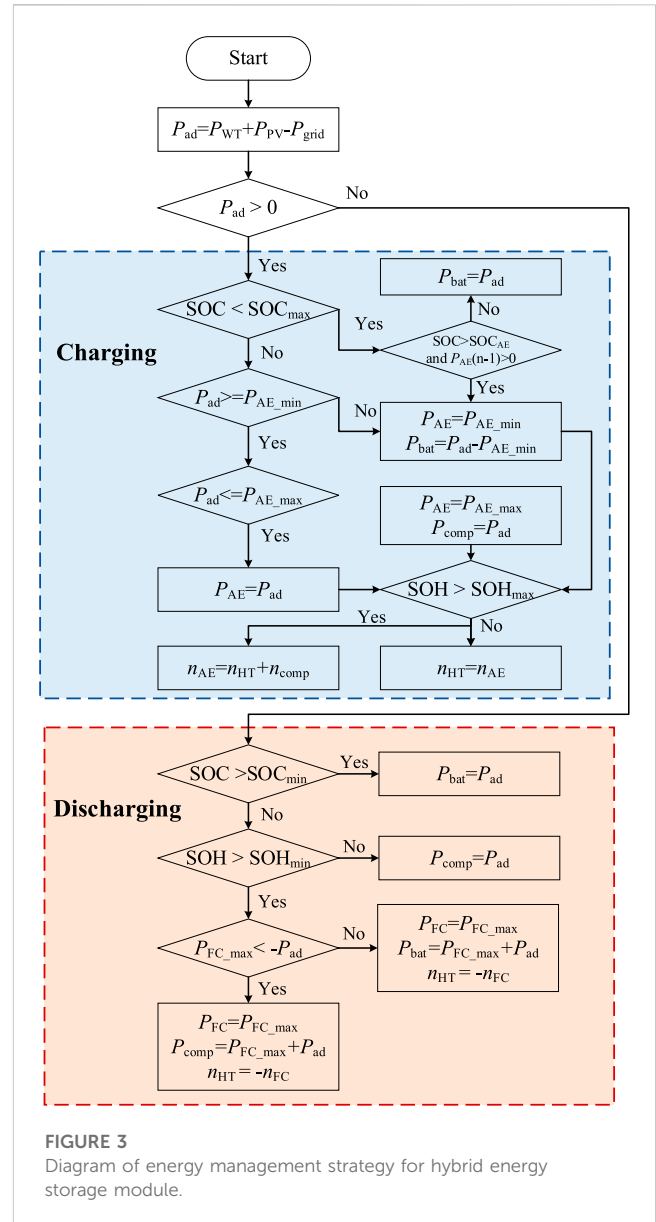 Start
P_ad=P_WT+P_PV-P_grid
P_ad > 0
No
Yes
Charging
SOC < SOC_max
Yes
No
P_bat=P_ad
No
SOC>SOC_AE
and P_AE(n-1)>0
Yes
P_ad>=P_AE_min
No
Yes
P_AE=P_AE_min
P_bat=P_ad-P_AE_min
P_ad<=P_AE_max
Yes
P_AE=P_AE_max
P_comp=P_ad
P_AE=P_ad
SOH > SOH_max
Yes
No
n_AE=n_HT+n_comp
n_HT=n_AE
Discharging
SOC >SOC_min
Yes
No
P_bat=P_ad
SOH > SOH_min
No
Yes
P_comp=P_ad
P_FC_max< -P_ad
No
Yes
P_FC=P_FC_max
P_bat=P_FC_max+P_ad
n_HT = -n_FC
P_FC=P_FC_max
P_comp=P_FC_max+P_ad
n_HT = -n_FC
FIGURE 3
Diagram of energy management strategy for hybrid energy
storage module.